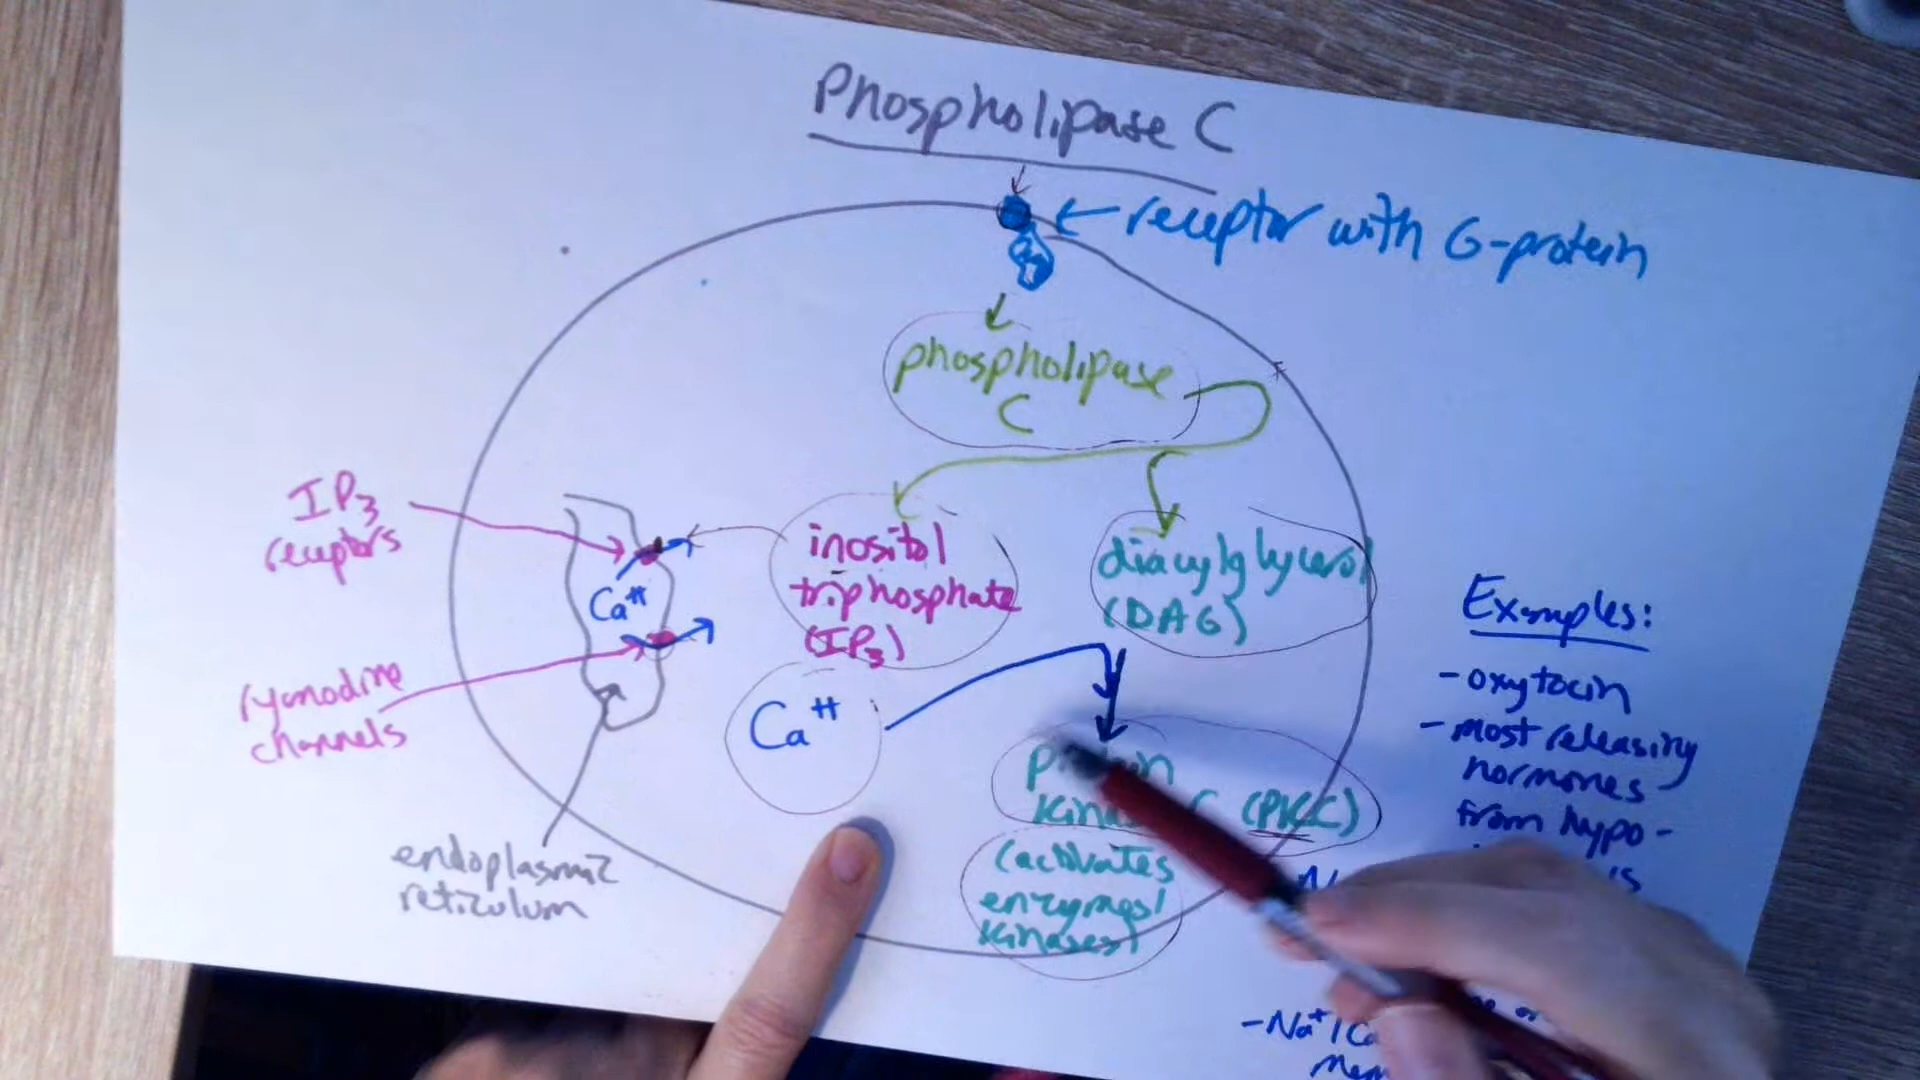 Phospholipase C
receptor with G-protein
phospholipase
C
IP3
receptors
inositol
triphosphate
(IP3)
diacylglycerol
(DAG)
Ca++
ryanodine
channels
Ca++
(PKC)
(activates
enzymes/
kinases)
endoplasmic
reticulum
Examples:
- oxytocin
- most releasing
hormones
from hypo-